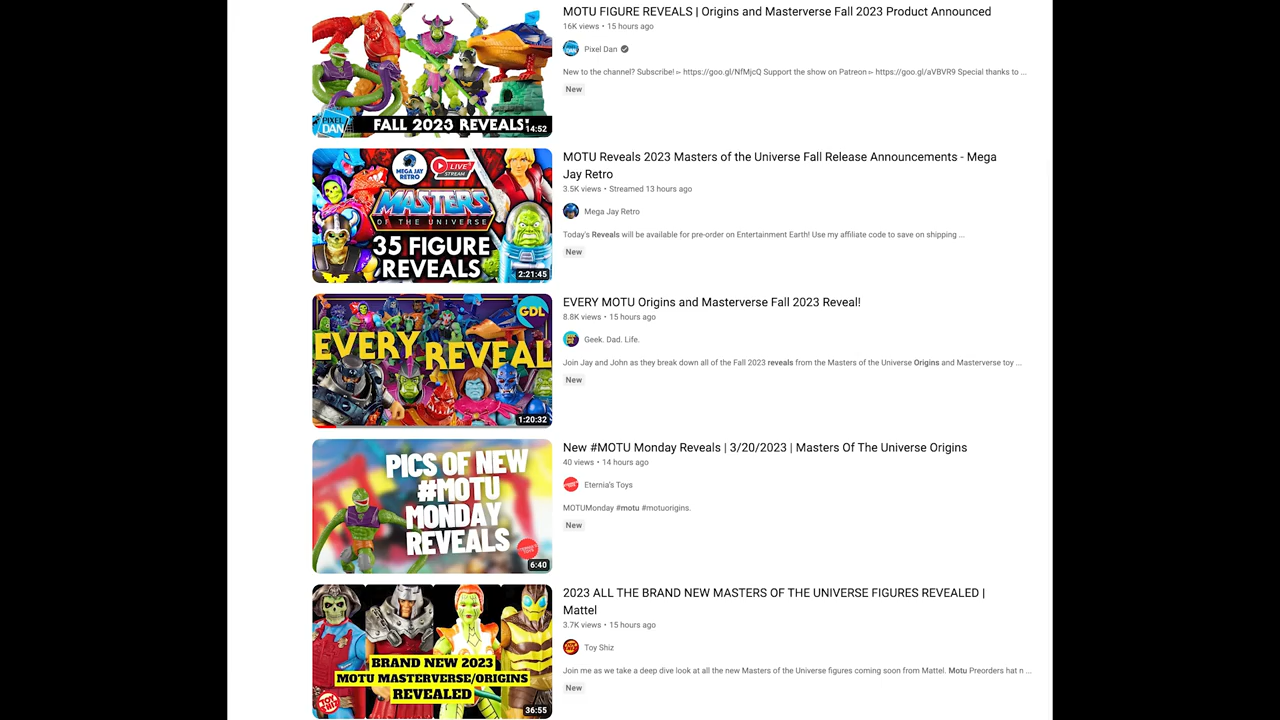 MOTU FIGURE REVEALS | Origins and Masterverse Fall 2023 Product Announced
16K views • 15 hours ago
Pixel Dan
New to the channel? Subscribe! ▻ https://goo.gl/NfMjcQ Support the show on Patreon ▻ https://goo.gl/aVBVR9 Special thanks to ...
New
PIXEL
DAN
FALL 2023 REVEALS!
14:52
MOTU Reveals 2023 Masters of the Universe Fall Release Announcements - Mega
Jay Retro
3.5K views • Streamed 13 hours ago
Mega Jay Retro
Today's Reveals will be available for pre-order on Entertainment Earth! Use my affiliate code to save on shipping ...
New
MEGA JAY
RETRO
LIVE
STREAM
MASTERS
OF THE UNIVERSE
35 FIGURE
REVEALS
2:21:45
EVERY MOTU Origins and Masterverse Fall 2023 Reveal!
8.8K views • 15 hours ago
Geek. Dad. Life.
Join Jay and John as they break down all of the Fall 2023 reveals from the Masters of the Universe Origins and Masterverse toy ...
New
GDL
EVERY REVEAL
1:20:32
New #MOTU Monday Reveals | 3/20/2023 | Masters Of The Universe Origins
40 views • 14 hours ago
Eternia's Toys
MOTUMonday #motu #motuorigins.
New
PICS OF NEW
#MOTU
MONDAY
REVEALS
6:40
2023 ALL THE BRAND NEW MASTERS OF THE UNIVERSE FIGURES REVEALED |
Mattel
3.7K views • 15 hours ago
Toy Shiz
Join me as we take a deep dive look at all the new Masters of the Universe figures coming soon from Mattel. Motu Preorders hat n ...
New
BRAND NEW 2023
MOTU MASTERVERSE/ORIGINS
REVEALED
TOY
SHIZ
36:55